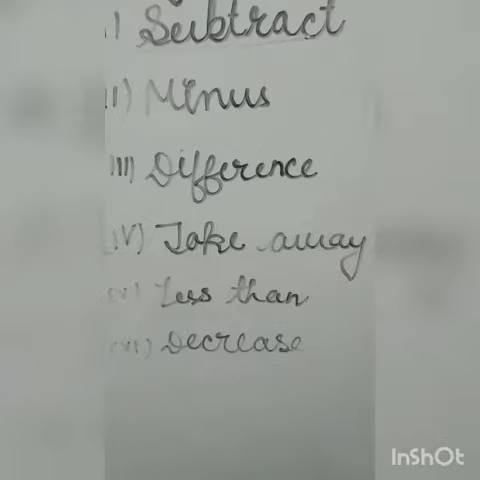 i) Subtract
ii) Minus
iii) Difference
iv) Take away
v) Less than
vi) Decrease
InShOt